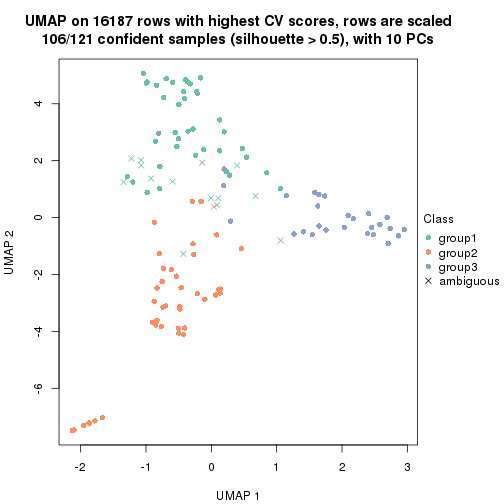 UMAP on 16187 rows with highest CV scores, rows are scaled
106/121 confident samples (silhouette > 0.5), with 10 PCs
4
2
0
-2
-4
-6
UMAP 2
-2
-1
0
1
2
3
UMAP 1
Class
group1
group2
group3
ambiguous